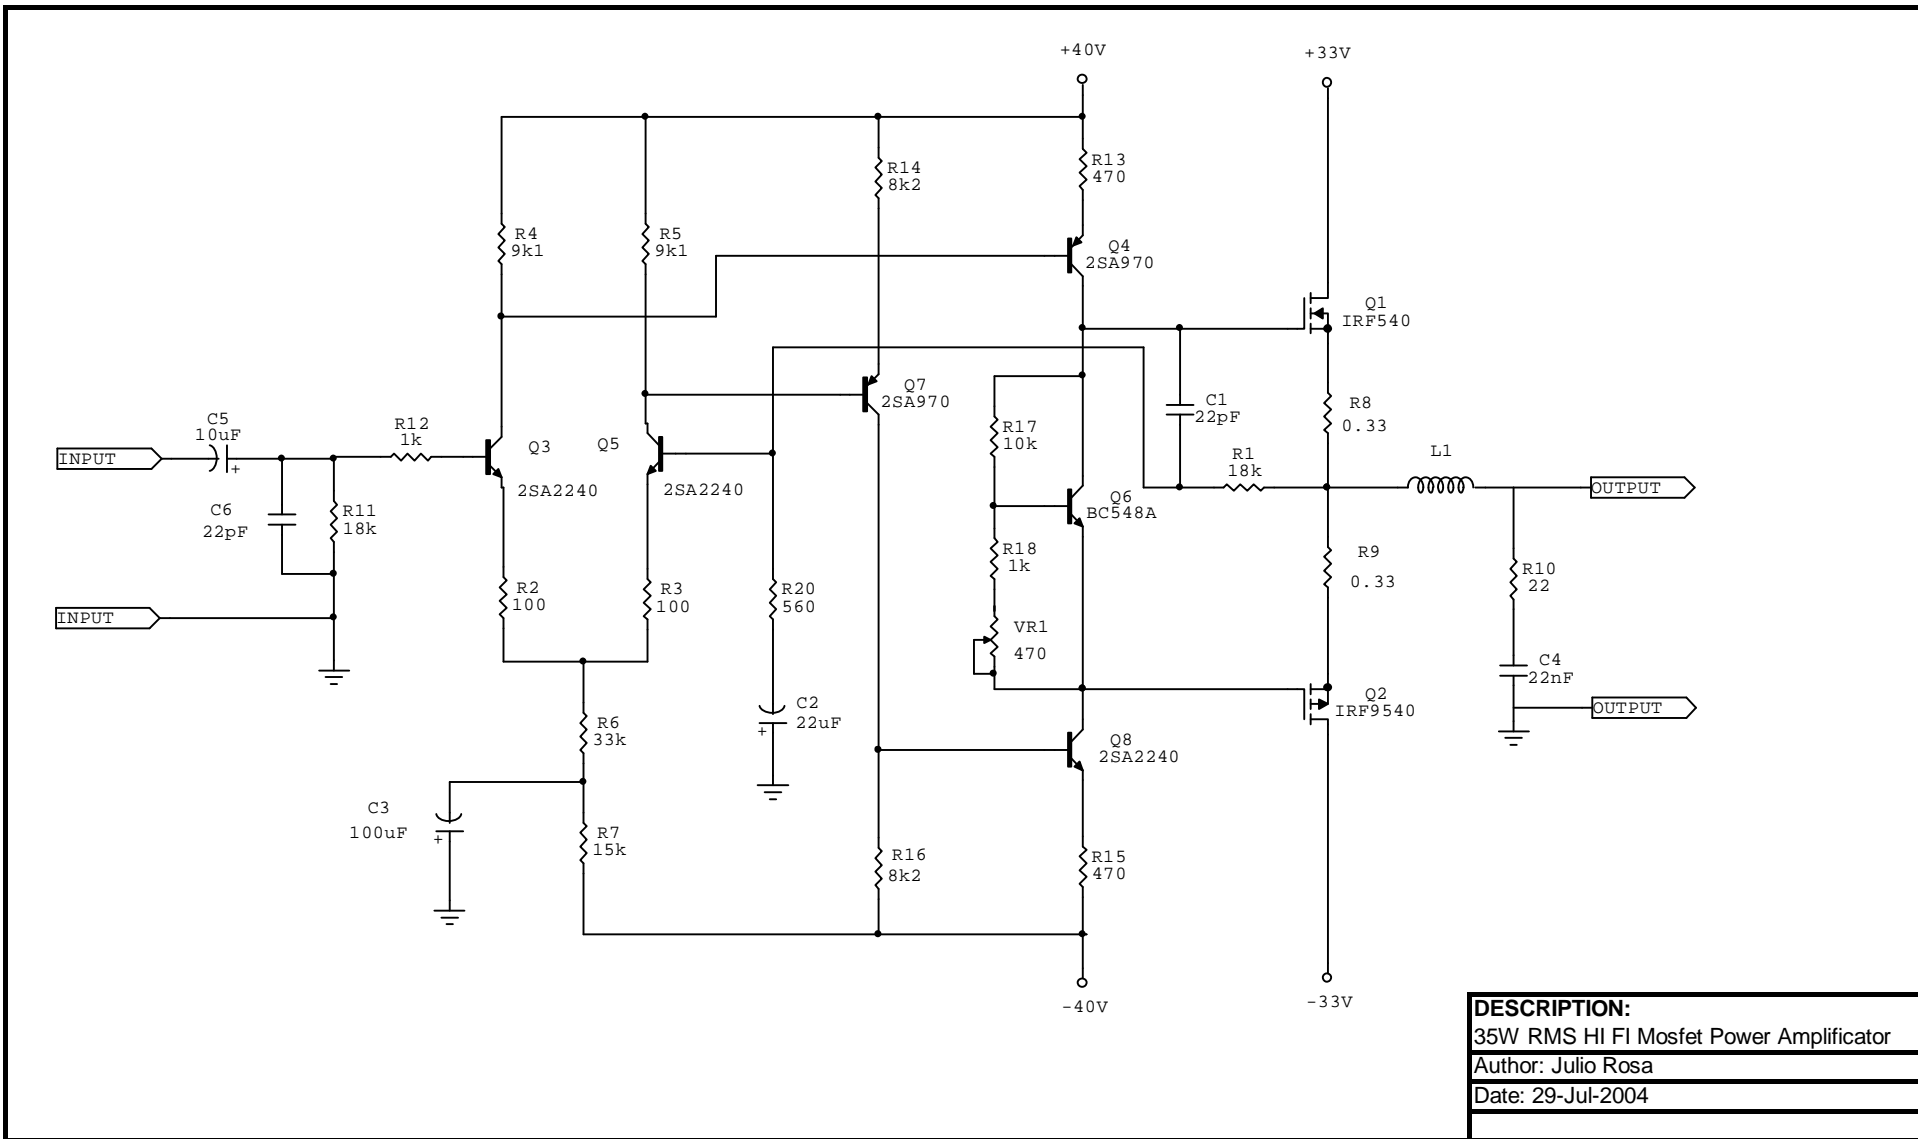 +40V
+33V
R14
8k2
R13
470
R4
9k1
R5
9k1
Q4
2SA970
Q1
IRF540
Q7
2SA970
C5
10uF
+
R12
1k
Q3
2SA2240
Q5
2SA2240
INPUT
C6
22pF
R11
18k
INPUT
R17
10k
C1
22pF
R8
0.33
R1
18k
L1
OUTPUT
Q6
BC548A
R18
1k
R2
100
R3
100
R20
560
VR1
470
R9
0.33
R10
22
C4
22nF
OUTPUT
C2
22uF
+
R6
33k
Q2
IRF9540
Q8
2SA2240
C3
100uF
+
R7
15k
R16
8k2
R15
470
-40V
-33V
DESCRIPTION:
35W RMS HI FI Mosfet Power Amplificator
Author: Julio Rosa
Date: 29-Jul-2004